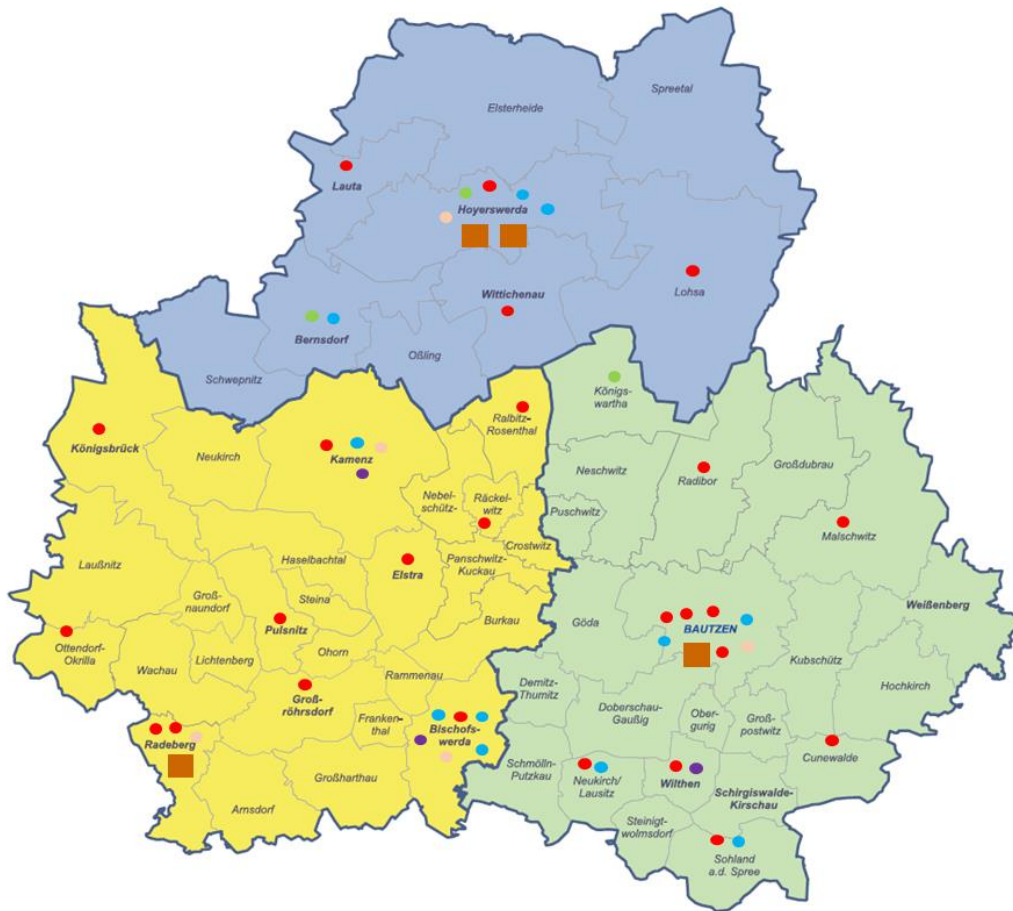 Spreetal
Elsterheide
Lauta
Hoyerswerda
Lohsa
Wittichenau
Bernsdorf
Oßling
Schwepnitz
Königs-
wartha
Ralbitz-
Rosenthal
Königsbrück
Neukirch
Kamenz
Großdubrau
Neschwitz
Radibor
Nebel-
schütz-
Räckel-
witz
Puschwitz
Malschwitz
Crostwitz
Haselbachtal
Panschwitz-
Kuckau
Laußnitz
Elstra
Groß-
naundorf
Steina
Weißenberg
Burkau
Pulsnitz
Göda
BAUTZEN
Ottendorf-
Okrilla
Ohorn
Lichtenberg
Wachau
Kubschütz
Rammenau
Hochkirch
Demitz-
Thumitz
Groß
röhrsdorf
Doberschau-
Gaußig
Ober-
gurig
Groß-
postwitz
Franken-
thal
Bischofs-
werda
Radeberg
Cunewalde
Schmölln-
Putzkau
Großharthau
Neukirch/
Lausitz
Wilthen
Arnsdorf
Schirgiswalde-
Kirschau
Steinigt-
wolmsdorf
Sohland
a.d. Spree